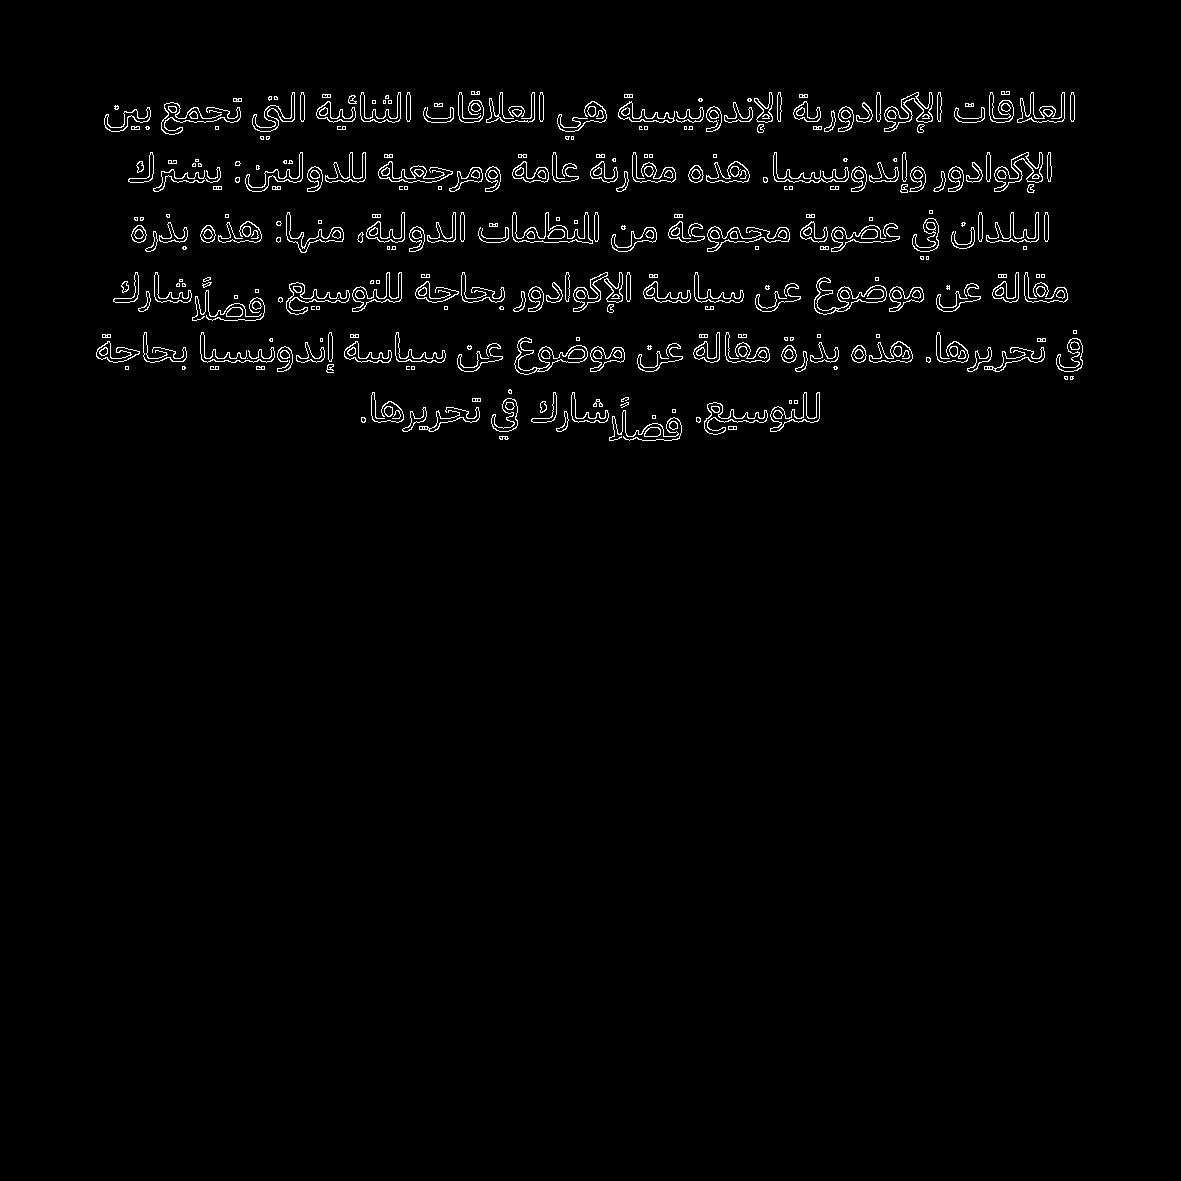 العلاقات الإكوادورية الإندونيسية هي العلاقات الثنائية التي تجمع بين
الإكوادور وإندونيسيا. هذه مقارنة عامة ومرجعية للدولتين: يشترك
البلدان في عضوية مجموعة من المنظمات الدولية، منها: هذه بذرة
مقالة عن موضوع عن سياسة الإكوادور بحاجة للتوسيع. فضلًا شارك
في تحريرها. هذه بذرة مقالة عن موضوع عن سياسة إندونيسيا بحاجة
للتوسيع. فضلًا شارك في تحريرها.